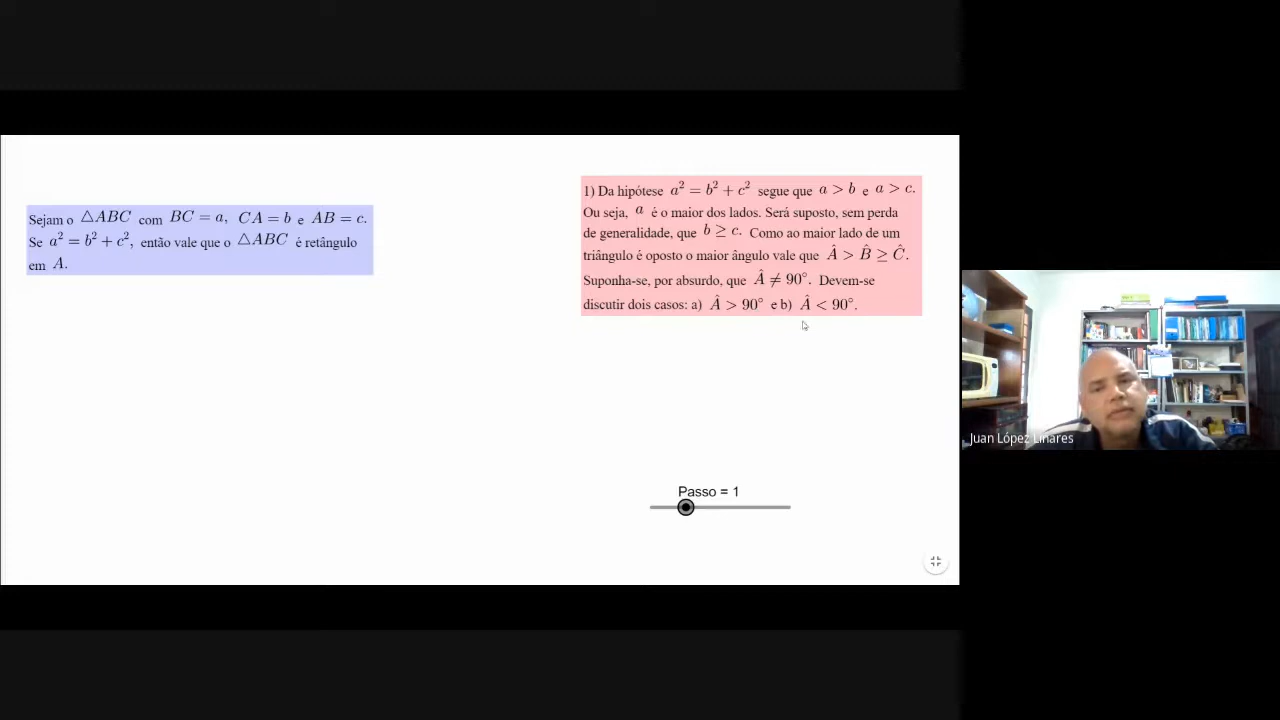 Sejam o △ABC com BC = a, CA = b e AB = c.
Se a² = b² + c², então vale que o △ABC é retângulo
em A.
1) Da hipótese a² = b² + c² segue que a > b e a > c.
Ou seja, a é o maior dos lados. Será suposto, sem perda
de generalidade, que b ≥ c. Como ao maior lado de um
triângulo é oposto o maior ângulo vale que Â > B̂ ≥ Ĉ.
Suponha-se, por absurdo, que Â ≠ 90°. Devem-se
discutir dois casos: a) Â > 90° e b) Â < 90°.
Passo = 1
Juan López Linares